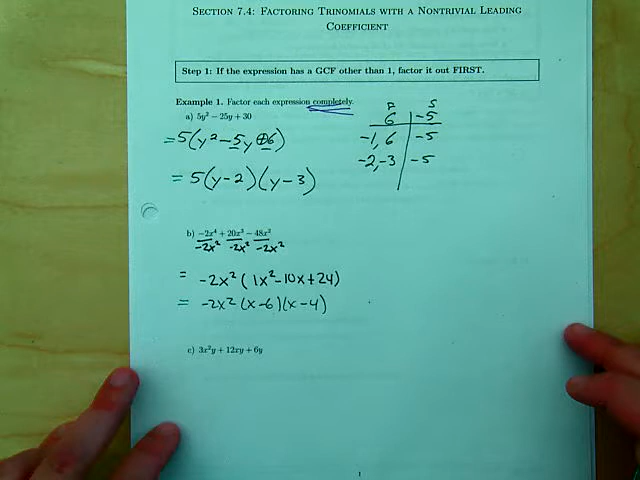 SECTION 7.4: FACTORING TRINOMIALS WITH A NONTRIVIAL LEADING
COEFFICIENT
Step 1: If the expression has a GCF other than 1, factor it out FIRST.
Example 1. Factor each expression completely.
a) 5y² − 25y + 30
P S
6 -5
= 5(y² - 5y + 6)
-1, 6 -5
-2, -3 -5
= 5(y-2)(y-3)
b) −2x⁴ + 20x³ − 48x²
-2x² -2x² -2x²
= -2x² (1x² - 10x + 24)
= -2x² (x-6)(x-4)
c) 3x²y + 12xy + 6y
1